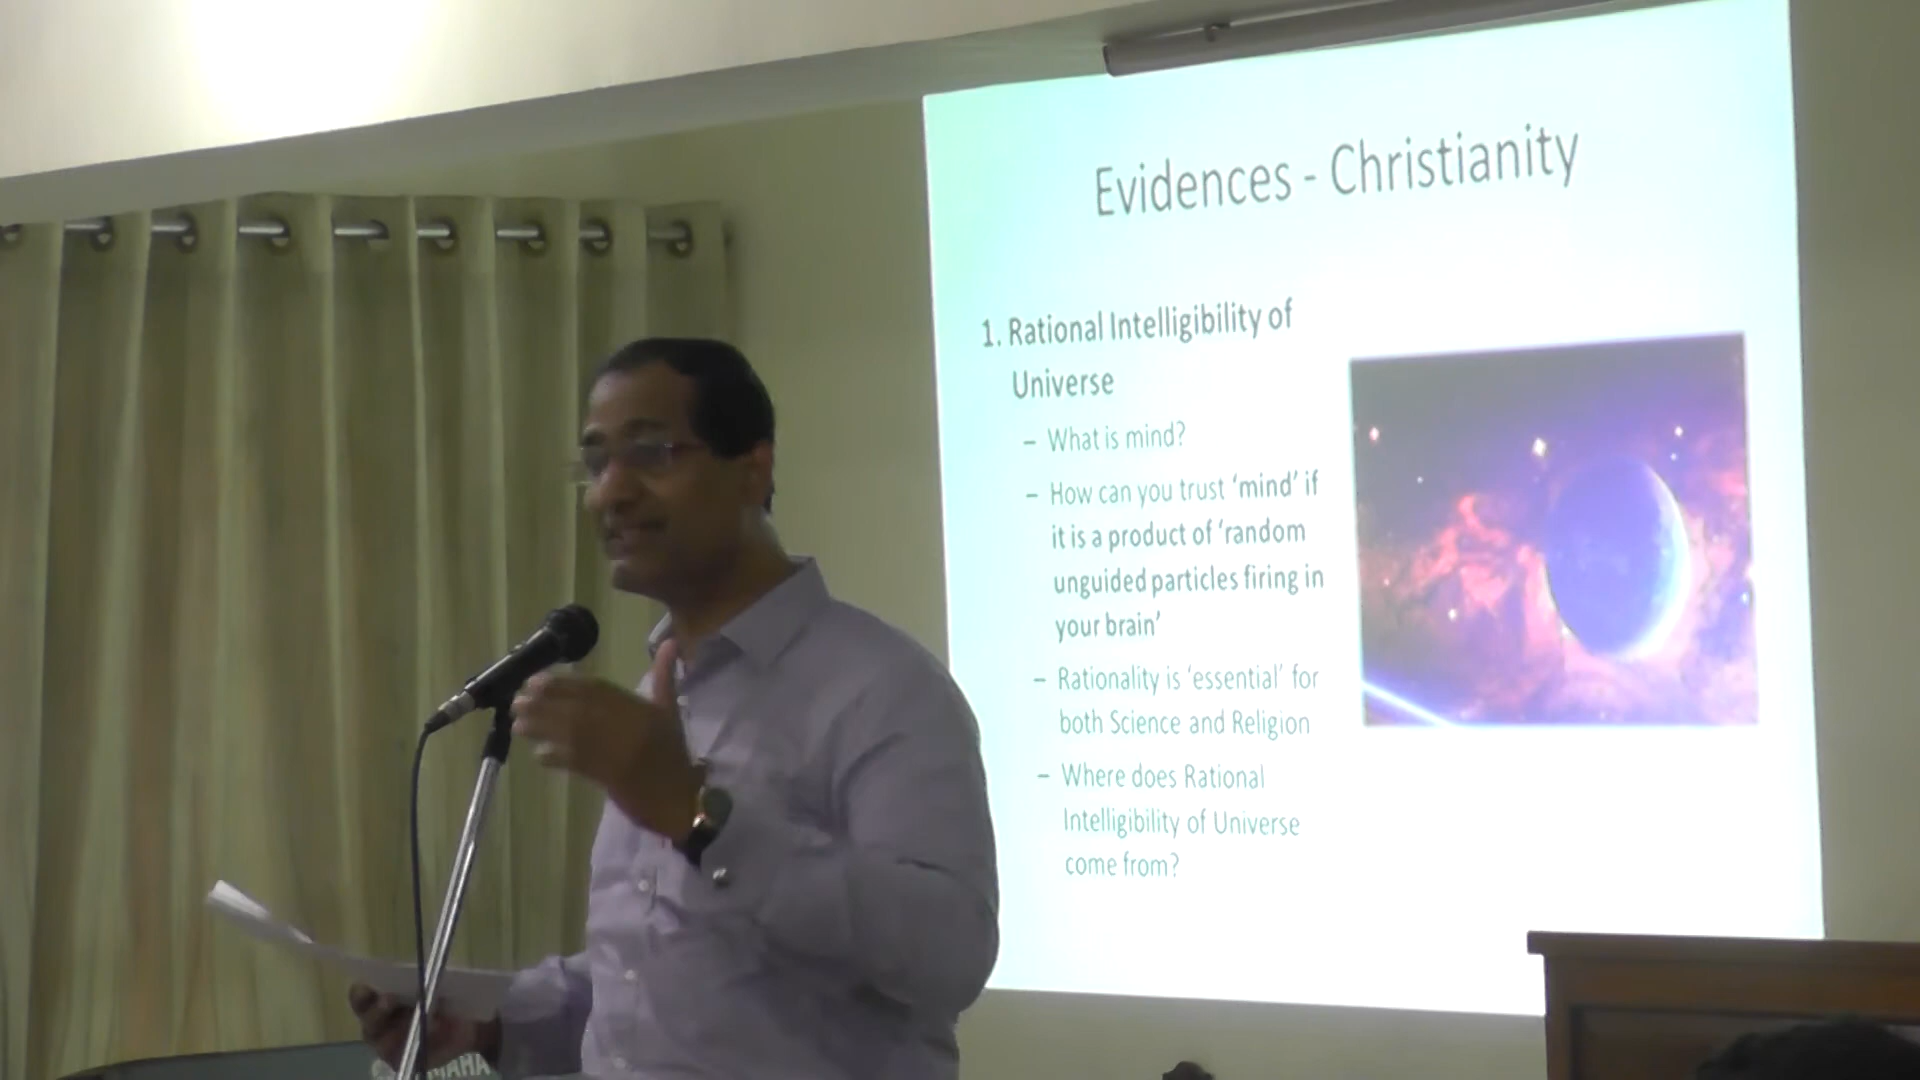 Evidences - Christianity
1. Rational Intelligibility of
Universe
– What is mind?
– How can you trust ‘mind’ if
it is a product of ‘random
unguided particles firing in
your brain’
– Rationality is ‘essential’ for
both Science and Religion
– Where does Rational
Intelligibility of Universe
come from?